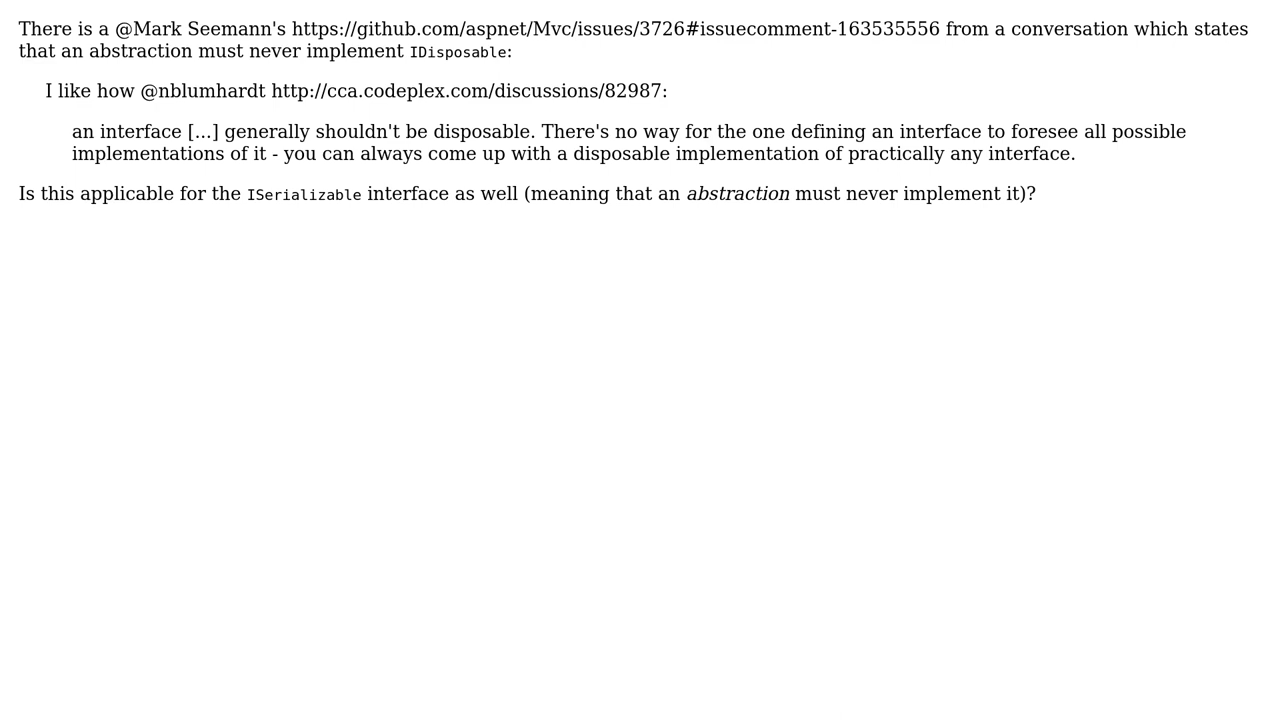 There is a @Mark Seemann's https://github.com/aspnet/Mvc/issues/3726#issuecomment-163535556 from a conversation which states
that an abstraction must never implement IDisposable:
I like how @nblumhardt http://cca.codeplex.com/discussions/82987:
an interface [...] generally shouldn't be disposable. There's no way for the one defining an interface to foresee all possible
implementations of it - you can always come up with a disposable implementation of practically any interface.
Is this applicable for the ISerializable interface as well (meaning that an abstraction must never implement it)?